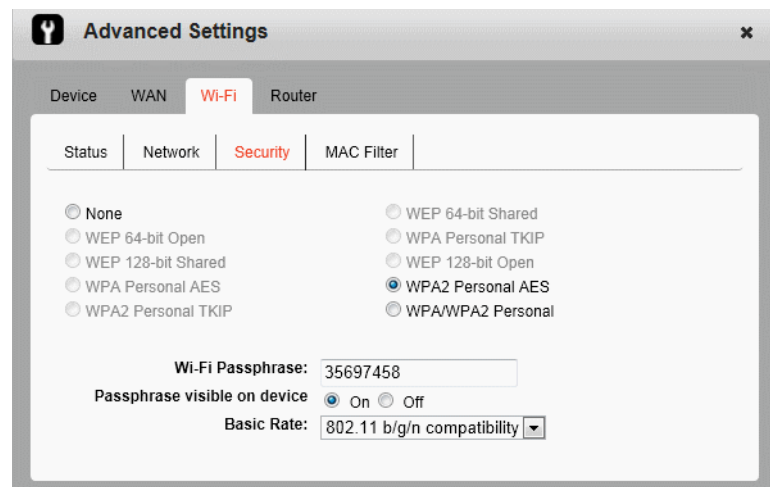 Advanced Settings
Device WAN Wi-Fi Router
Status Network Security MAC Filter
None WEP 64-bit Shared
WEP 64-bit Open WPA Personal TKIP
WEP 128-bit Shared WEP 128-bit Open
WPA Personal AES WPA2 Personal AES
WPA2 Personal TKIP WPA/WPA2 Personal
Wi-Fi Passphrase: 35697458
Passphrase visible on device On Off
Basic Rate: 802.11 b/g/n compatibility